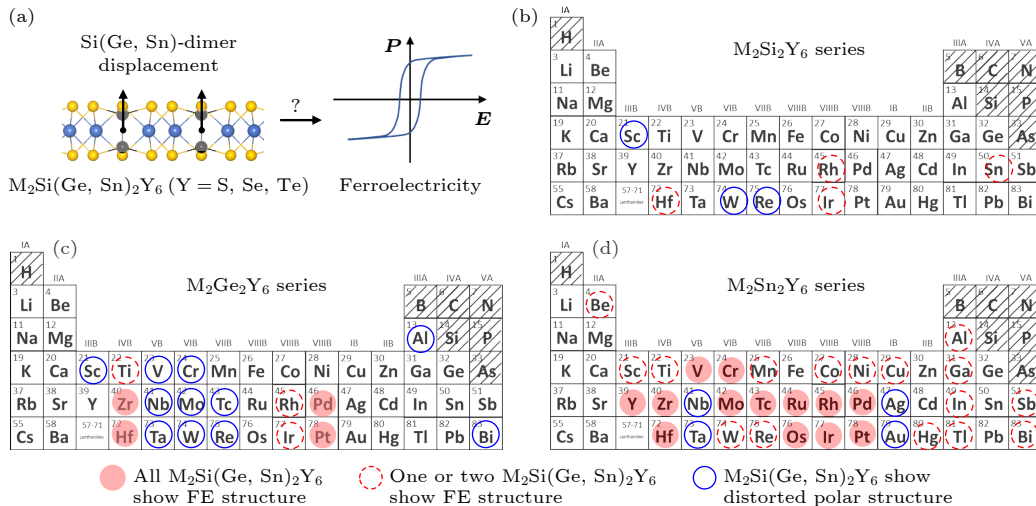 (a)
Si(Ge, Sn)-dimer
displacement
P
?
E
M2Si(Ge, Sn)2Y6 (Y = S, Se, Te)
Ferroelectricity
(b)
M2Si2Y6 series
IA
1 H
IIA
IIIA IVA VA
3 Li 4 Be 5 B 6 C 7 N
11 Na 12 Mg 13 Al 14 Si 15 P
IIIB IVB VB VIB VIIB VIIIB VIIIB VIIIB IB IIB
19 K 20 Ca 21 Sc 22 Ti 23 V 24 Cr 25 Mn 26 Fe 27 Co 28 Ni 29 Cu 30 Zn 31 Ga 32 Ge 33 As
37 Rb 38 Sr 39 Y 40 Zr 41 Nb 42 Mo 43 Tc 44 Ru 45 Rh 46 Pd 47 Ag 48 Cd 49 In 50 Sn 51 Sb
55 Cs 58 Ba 57-71 Lanthanides 72 Hf 73 Ta 74 W 75 Re 76 Os 77 Ir 78 Pt 79 Au 80 Hg 81 Tl 82 Pb 83 Bi
(c)
M2Ge2Y6 series
IA
1 H
IIA
IIIA IVA VA
3 Li 4 Be 5 B 6 C 7 N
11 Na 12 Mg 13 Al 14 Si 15 P
IIIB IVB VB VIB VIIB VIIIB VIIIB VIIIB IB IIB
19 K 20 Ca 21 Sc 22 Ti 23 V 24 Cr 25 Mn 26 Fe 27 Co 28 Ni 29 Cu 30 Zn 31 Ga 32 Ge 33 As
37 Rb 38 Sr 39 Y 40 Zr 41 Nb 42 Mo 43 Tc 44 Ru 45 Rh 46 Pd 47 Ag 48 Cd 49 In 50 Sn 51 Sb
55 Cs 58 Ba 57-71 Lanthanides 72 Hf 73 Ta 74 W 75 Re 76 Os 77 Ir 78 Pt 79 Au 80 Hg 81 Tl 82 Pb 83 Bi
(d)
M2Sn2Y6 series
IA
1 H
IIA
IIIA IVA VA
3 Li 4 Be 5 B 6 C 7 N
11 Na 12 Mg 13 Al 14 Si 15 P
IIIB IVB VB VIB VIIB VIIIB VIIIB VIIIB IB IIB
19 K 20 Ca 21 Sc 22 Ti 23 V 24 Cr 25 Mn 26 Fe 27 Co 28 Ni 29 Cu 30 Zn 31 Ga 32 Ge 33 As
37 Rb 38 Sr 39 Y 40 Zr 41 Nb 42 Mo 43 Tc 44 Ru 45 Rh 46 Pd 47 Ag 48 Cd 49 In 50 Sn 51 Sb
55 Cs 58 Ba 57-71 Lanthanides 72 Hf 73 Ta 74 W 75 Re 76 Os 77 Ir 78 Pt 79 Au 80 Hg 81 Tl 82 Pb 83 Bi
All M2Si(Ge, Sn)2Y6
show FE structure
One or two M2Si(Ge, Sn)2Y6
show FE structure
M2Si(Ge, Sn)2Y6 show
distorted polar structure